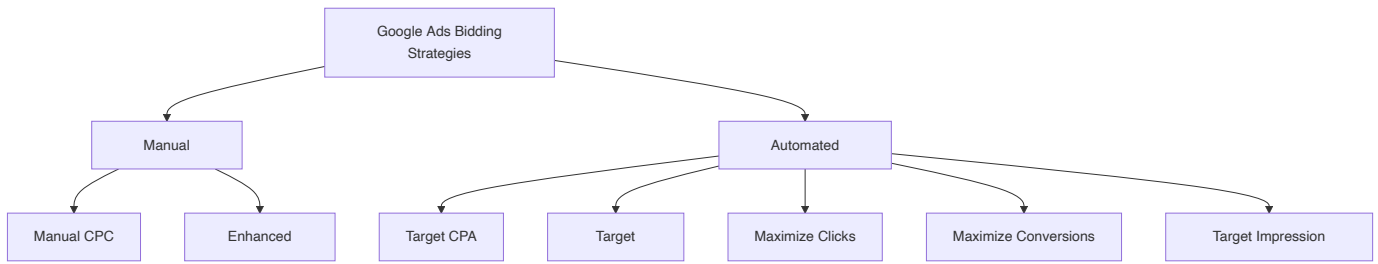 Google Ads Bidding
Strategies
Manual
Automated
Manual CPC
Enhanced
Target CPA
Target
Maximize Clicks
Maximize Conversions
Target Impression